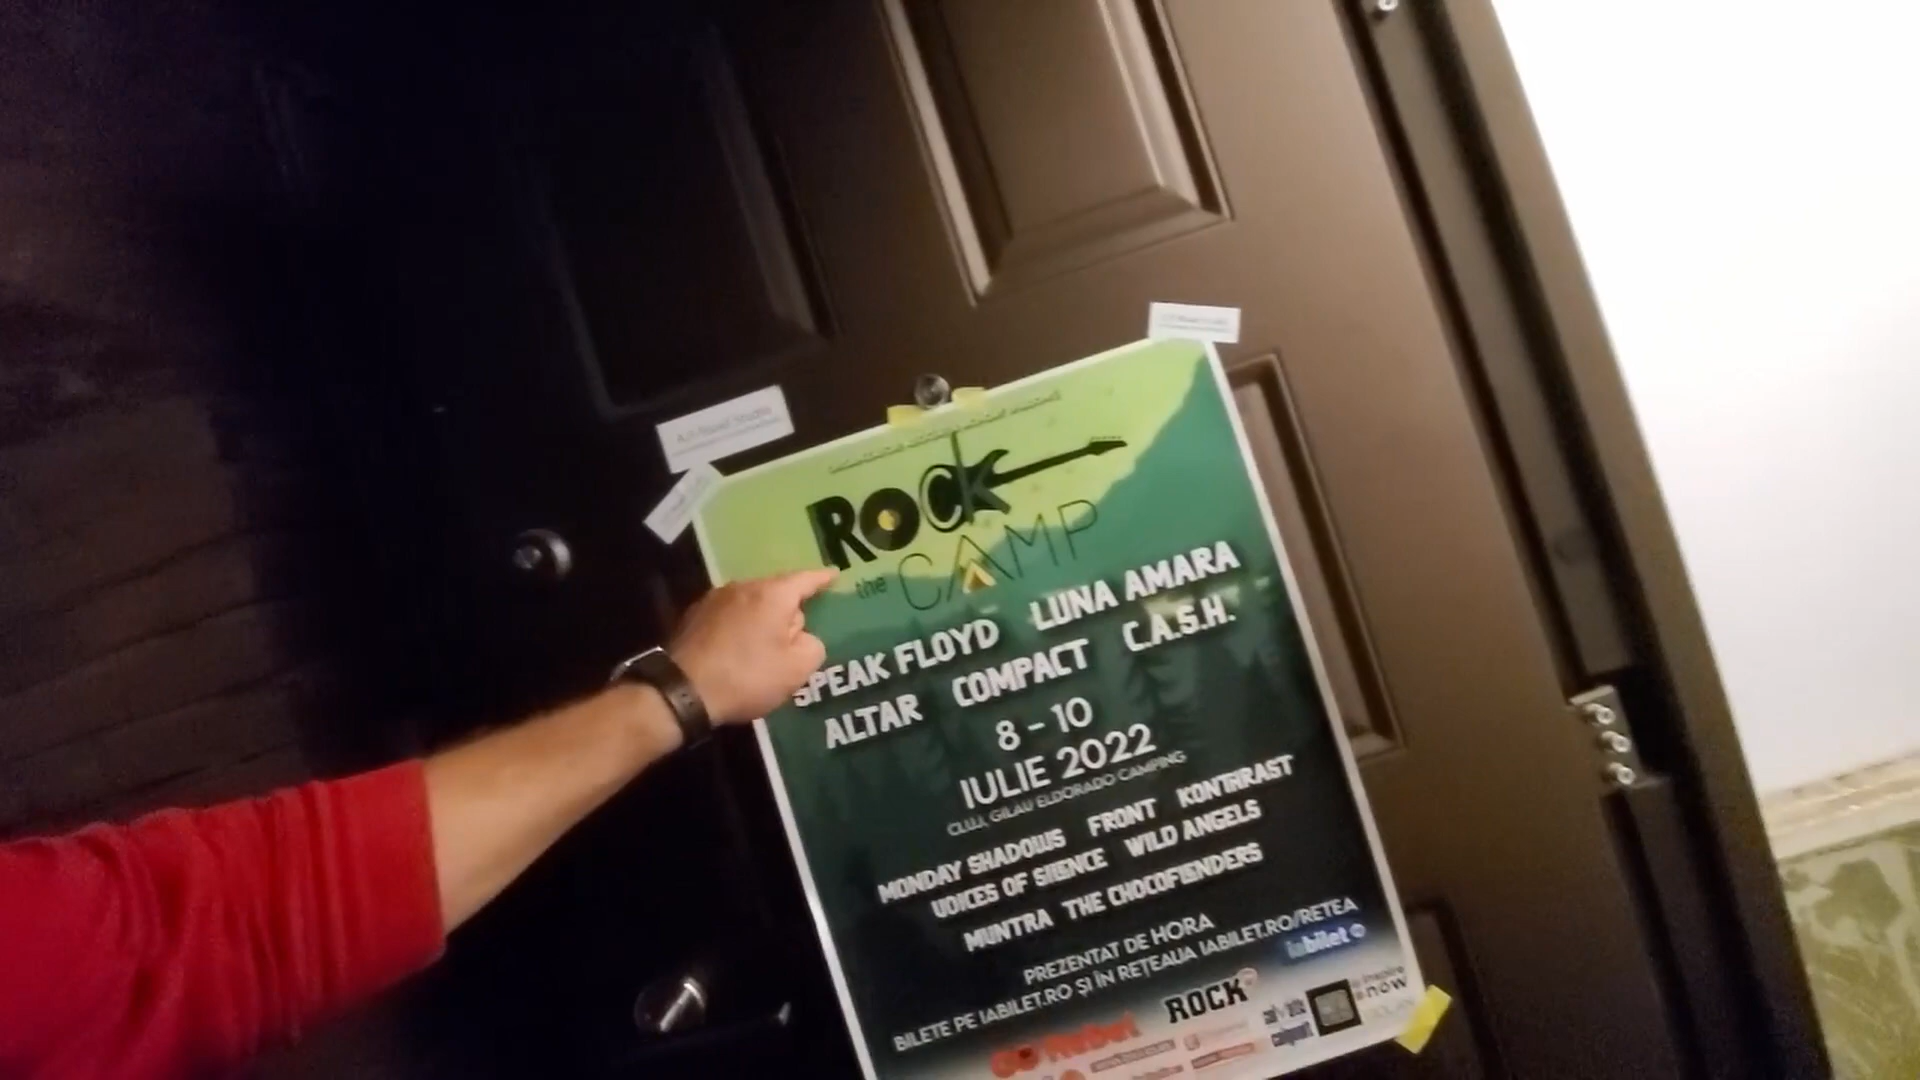 ROCK
the CAMP
SPEAK FLOYD LUNA AMARA
ALTAR COMPACT C.A.S.H.
8 - 10
IULIE 2022
CLUJ, GILAU ELDORADO CAMPING
MONDAY SHADOWS FRONT KONTRAST
VOICES OF SILENCE WILD ANGELS
MUNTRA THE CHOCOFIENDERS
PREZENTAT DE HORA
BILETE PE IABILET.RO ȘI ÎN REȚEAUA IABILET.RO/RETEA
iabilet
ROCK
inspire
now